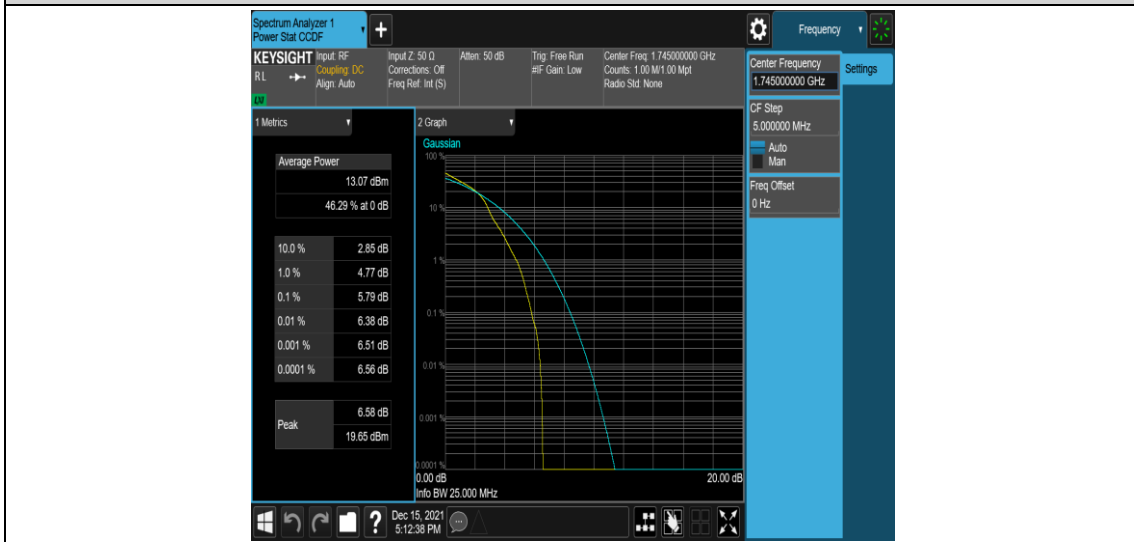 Spectrum Analyzer 1
Power Stat CCDF
+
Frequency
KEYSIGHT Input: RF Input Z: 50 Ω Atten: 50 dB Trig: Free Run Center Freq: 1.745000000 GHz
RL Coupling: DC Corrections: Off #IF Gain: Low Counts: 1.00 M/1.00 Mpt
Align: Auto Freq Ref: Int (S) Radio Std: None
Center Frequency
1.745000000 GHz
Settings
CF Step
5.000000 MHz
Auto
Man
Freq Offset
0 Hz
1 Metrics
Average Power
13.07 dBm
46.29 % at 0 dB
10.0 % 2.85 dB
1.0 % 4.77 dB
0.1 % 5.79 dB
0.01 % 6.38 dB
0.001 % 6.51 dB
0.0001 % 6.56 dB
Peak 6.58 dB
19.65 dBm
2 Graph
Gaussian
100 %
10 %
1 %
0.1 %
0.01 %
0.001 %
0.0001 %
0.00 dB 20.00 dB
Info BW 25.000 MHz
? Dec 15, 2021
5:12:38 PM